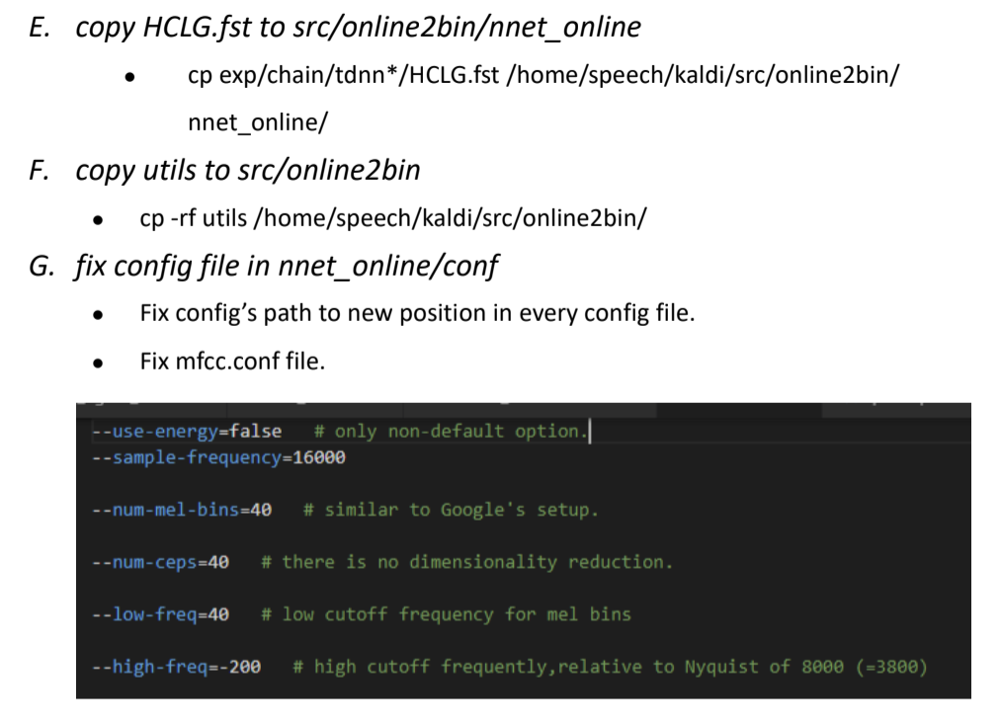 E. copy HCLG.fst to src/online2bin/nnet_online
• cp exp/chain/tdnn*/HCLG.fst /home/speech/kaldi/src/online2bin/
nnet_online/
F. copy utils to src/online2bin
• cp -rf utils /home/speech/kaldi/src/online2bin/
G. fix config file in nnet_online/conf
• Fix config’s path to new position in every config file.
• Fix mfcc.conf file.
--use-energy=false # only non-default option.
--sample-frequency=16000
--num-mel-bins=40 # similar to Google's setup.
--num-ceps=40 # there is no dimensionality reduction.
--low-freq=40 # low cutoff frequency for mel bins
--high-freq=-200 # high cutoff frequently,relative to Nyquist of 8000 (=3800)